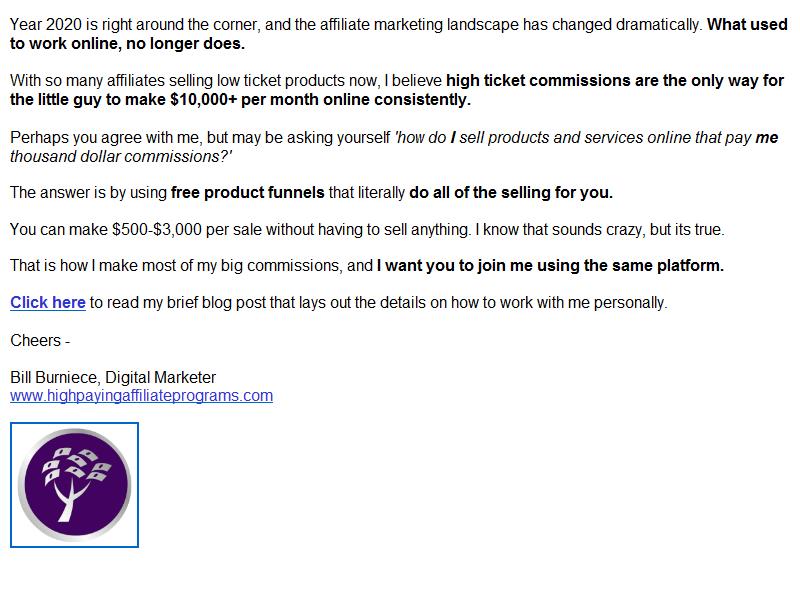 Year 2020 is right around the corner, and the affiliate marketing landscape has changed dramatically. What used
to work online, no longer does.
With so many affiliates selling low ticket products now, I believe high ticket commissions are the only way for
the little guy to make $10,000+ per month online consistently.
Perhaps you agree with me, but may be asking yourself 'how do I sell products and services online that pay me
thousand dollar commissions?'
The answer is by using free product funnels that literally do all of the selling for you.
You can make $500-$3,000 per sale without having to sell anything. I know that sounds crazy, but its true.
That is how I make most of my big commissions, and I want you to join me using the same platform.
Click here to read my brief blog post that lays out the details on how to work with me personally.
Cheers -
Bill Burniece, Digital Marketer
www.highpayingaffiliateprograms.com